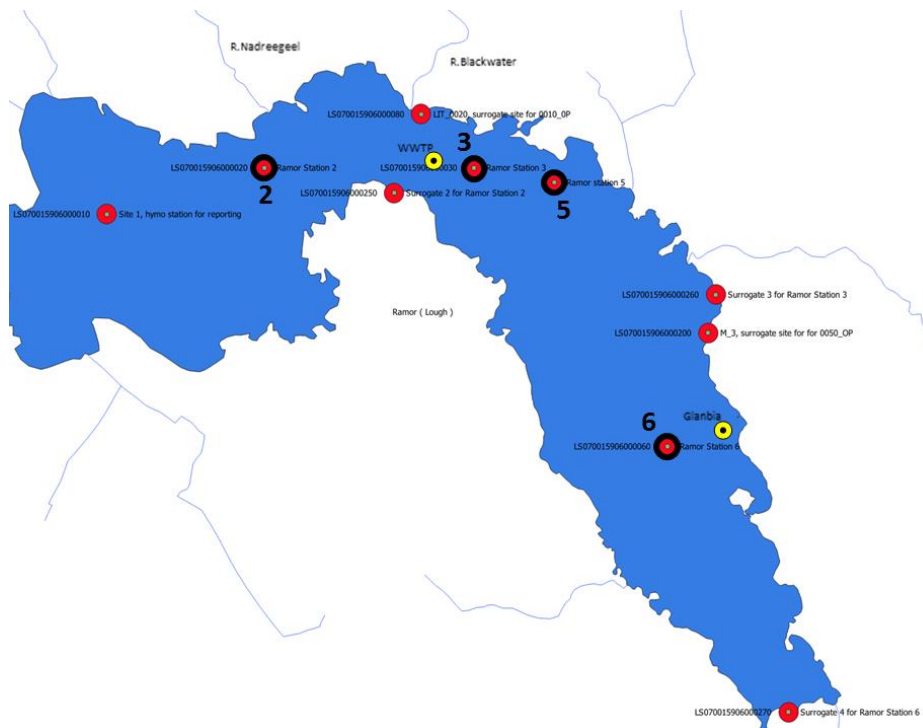 R.Nadreegeel
R.Blackwater
LS070015906000080 LIT_0020, surrogate site for 0010_0P
WWTP
3
LS070015906000020 Ramor Station 2
Ramor Station 3
2
Ramor station 5
5
LS070015906000250 Surrogate 2 for Ramor Station 2
LS070015906000010 Site 1, hymo station for reporting
LS070015906000260 Surrogate 3 for Ramor Station 3
Ramor ( Lough )
LS070015906000200 M_3, surrogate site for for 0050_OP
Glanbia
6
LS070015906000060 Ramor Station 6
LS070015906000270 Surrogate 4 for Ramor Station 6